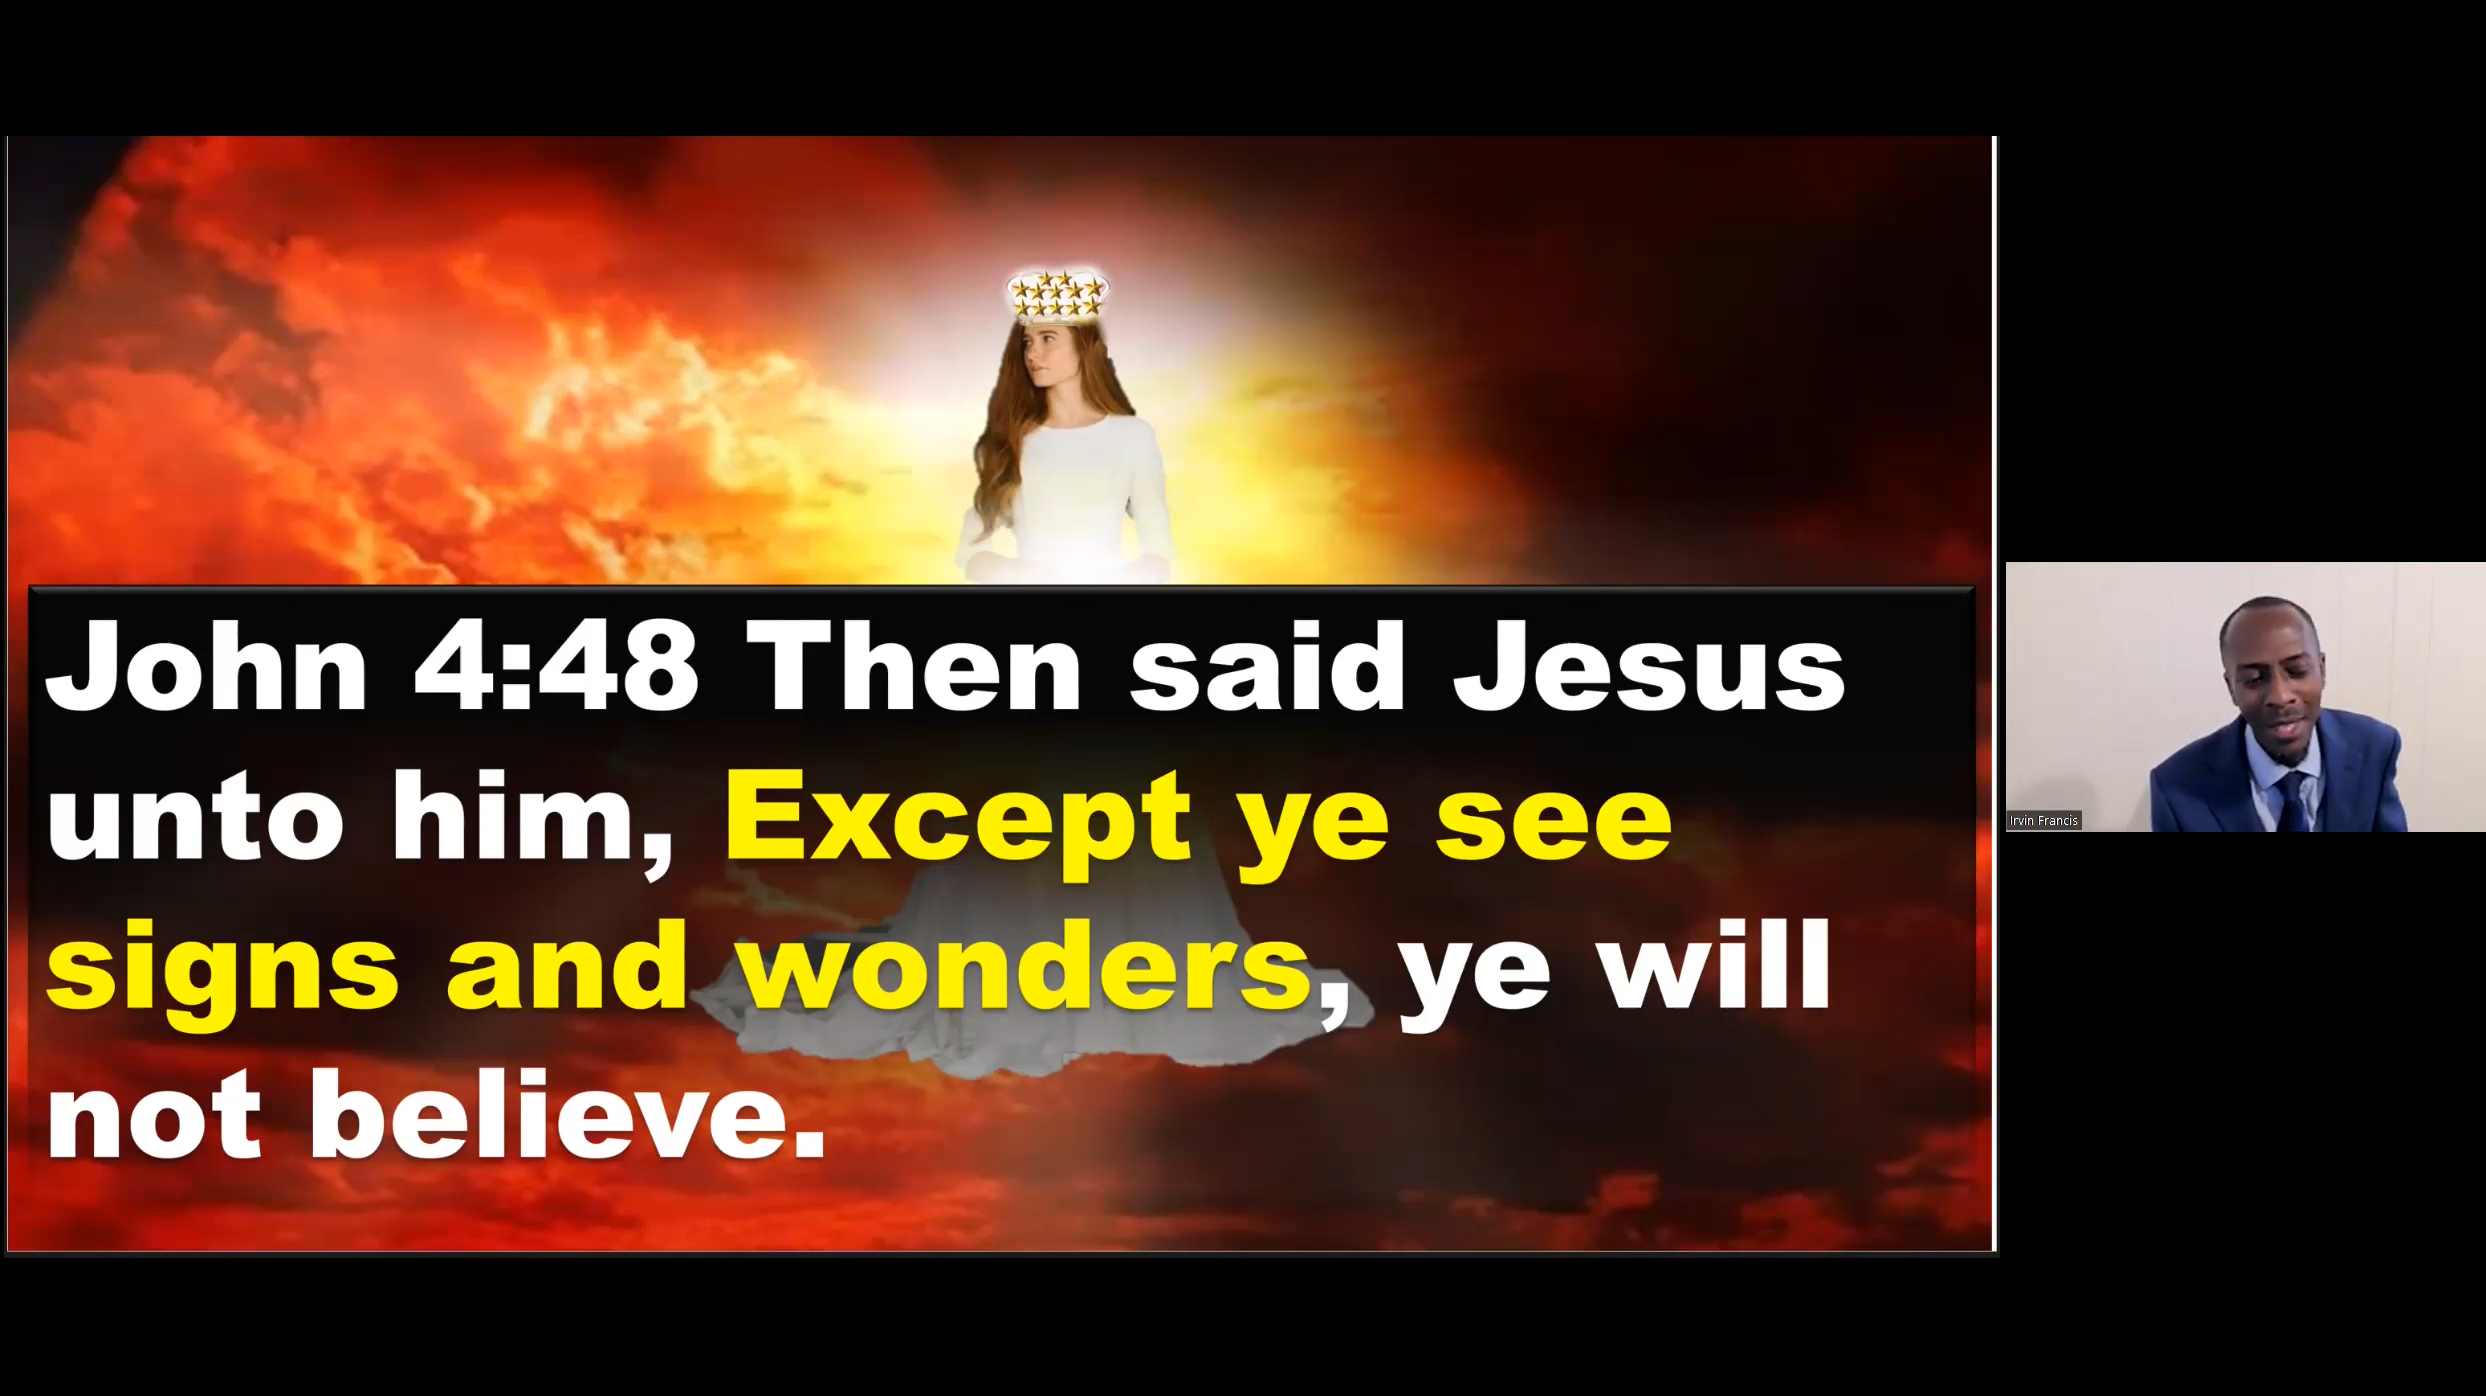 John 4:48 Then said Jesus
unto him, Except ye see
signs and wonders, ye will
not believe.
Irvin Francis